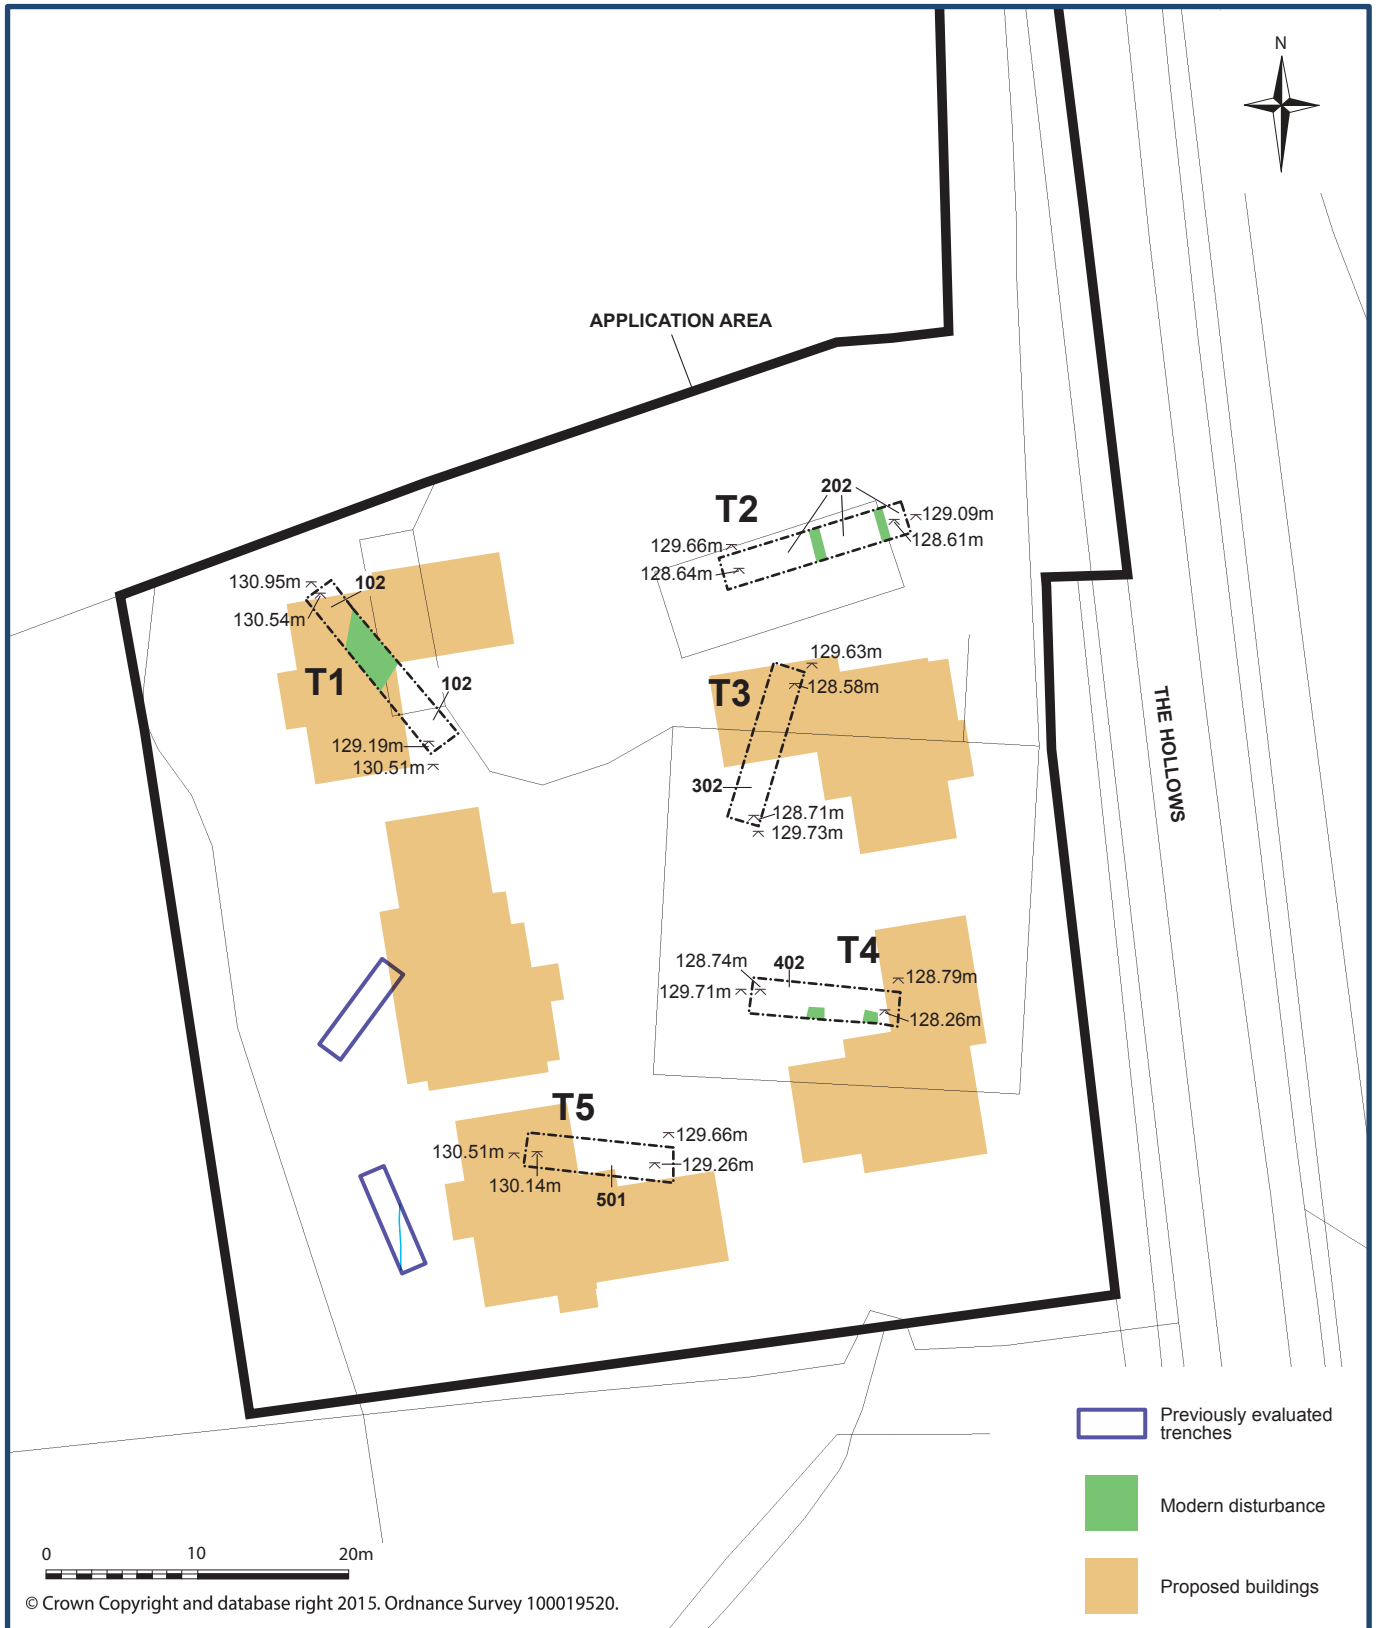 N
APPLICATION AREA
202
T2
129.09m
129.66m
128.61m
128.64m
130.95m
102
130.54m
129.63m
T1
T3
128.58m
102
THE HOLLOWS
129.19m
130.51m
302
128.71m
129.73m
T4
128.74m
402
128.79m
129.71m
128.26m
T5
129.66m
130.51m
129.26m
130.14m
501
Previously evaluated
trenches
Modern disturbance
Proposed buildings
0 10 20m
© Crown Copyright and database right 2015. Ordnance Survey 100019520.